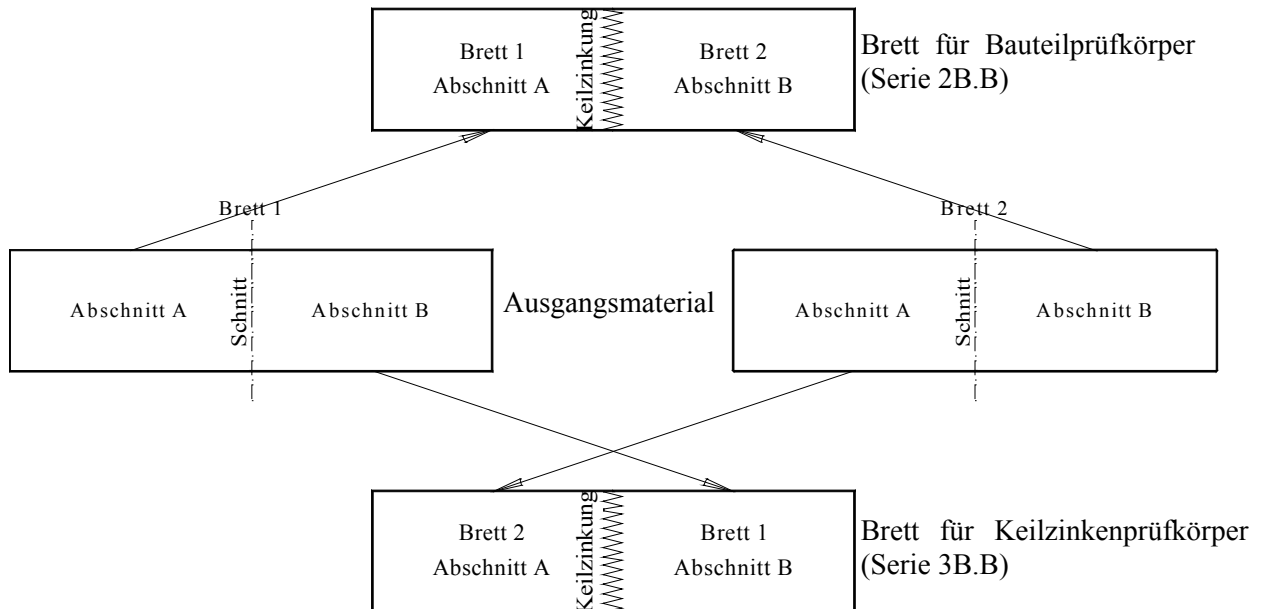 Brett 1
Abschnitt A
Keilzinkung
Brett 2
Abschnitt B
Brett für Bauteilprüfkörper
(Serie 2B.B)
Brett 1
Abschnitt A
Schnitt
Abschnitt B
Ausgangsmaterial
Brett 2
Abschnitt A
Schnitt
Abschnitt B
Brett 2
Abschnitt A
Keilzinkung
Brett 1
Abschnitt B
Brett für Keilzinkenprüfkörper
(Serie 3B.B)